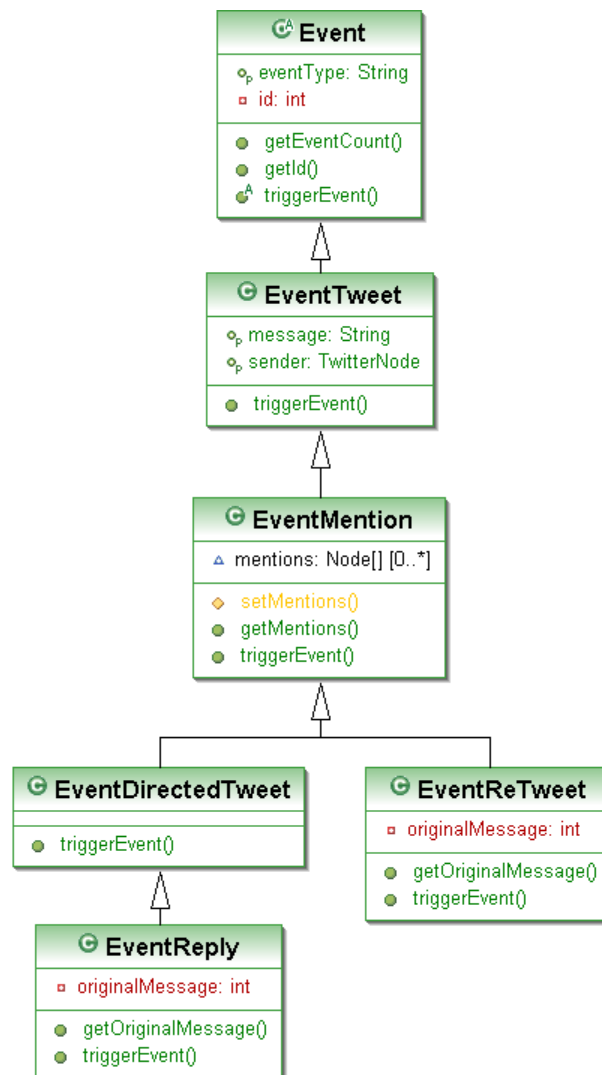 Event
eventType: String
id: int
getEventCount()
getId()
triggerEvent()
EventTweet
message: String
sender: TwitterNode
triggerEvent()
EventMention
mentions: Node[] [0..*]
setMentions()
getMentions()
triggerEvent()
EventDirectedTweet
triggerEvent()
EventReTweet
originalMessage: int
getOriginalMessage()
triggerEvent()
EventReply
originalMessage: int
getOriginalMessage()
triggerEvent()